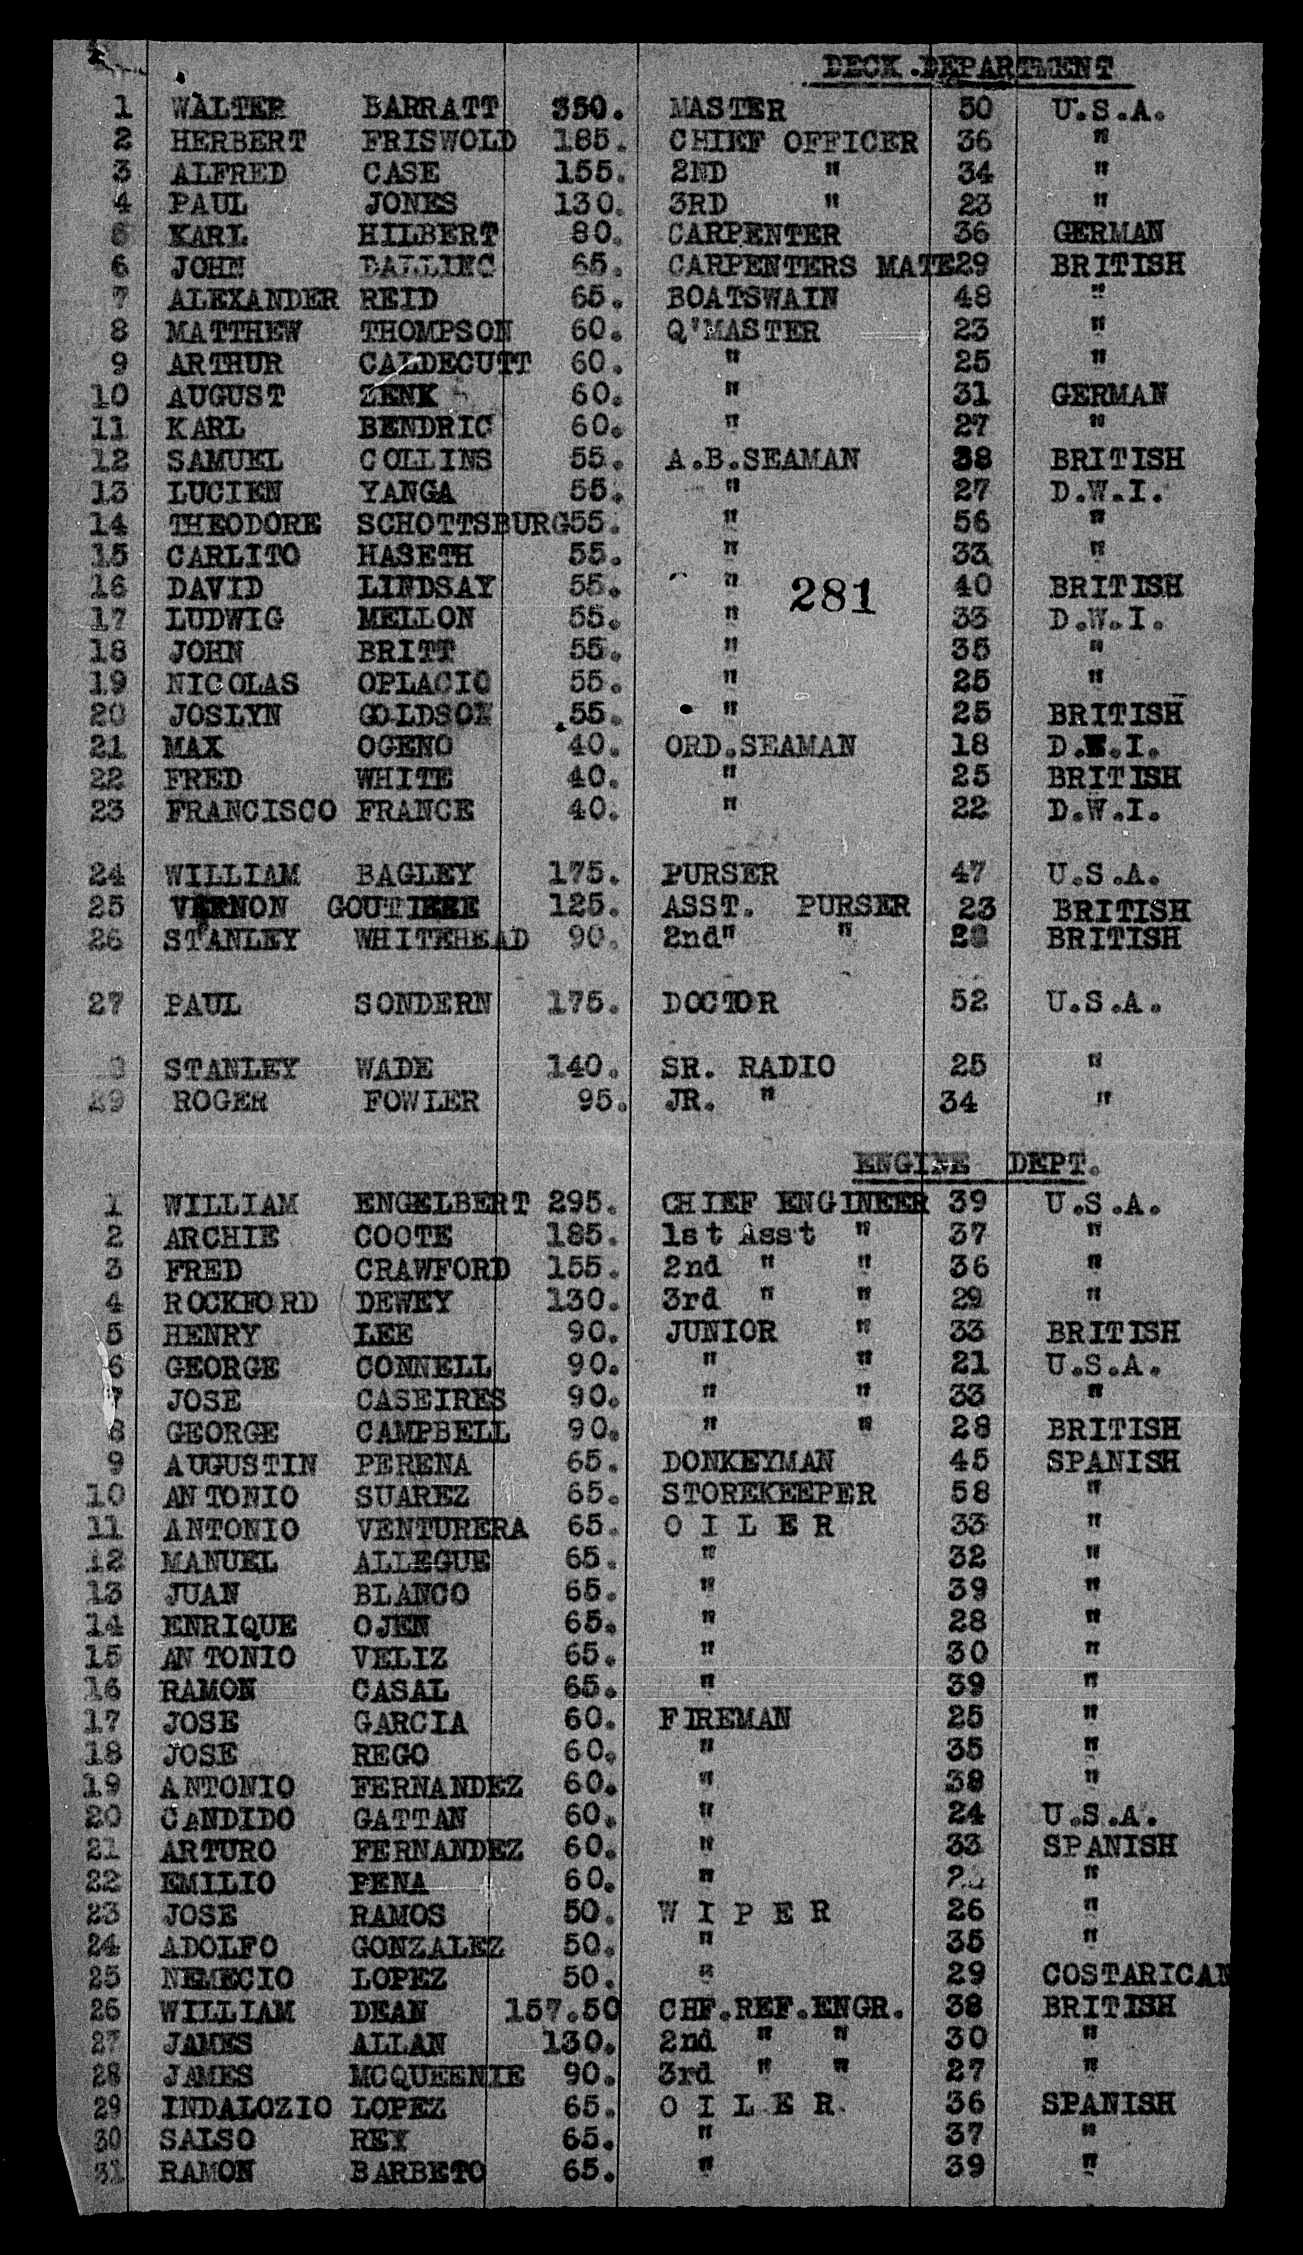 DECK.DEPARTMENT
1 WALTER BARRATT 350. MASTER 50 U.S.A.
2 HERBERT FRISWOLD 185. CHIEF OFFICER 36 "
3 ALFRED CASE 155. 2ND " 34 "
4 PAUL JONES 130. 3RD " 23 "
5 KARL HILBERT 80. CARPENTER 36 GERMAN
6 JOHN 65. CARPENTERS MATE 29 BRITISH
7 ALEXANDER REID 65. BOATSWAIN 48 "
8 MATTHEW THOMPSON 60. Q'MASTER 23 "
9 ARTHUR CALDECUTT 60. " 25 "
10 AUGUST ZENK 60. " 31 GERMAN
11 KARL BENDRIC 60. " 27 "
12 SAMUEL COLLINS 55. A.B.SEAMAN 38 BRITISH
13 LUCIEN YANGA 55. " 27 D.W.I.
14 THEODORE SCHOTTSBURG 55. " 56 "
15 CARLITO HASETH 55. " 33 "
16 DAVID LINDSAY 55. " 281 40 BRITISH
17 LUDWIG MELLON 55. " 33 D.W.I.
18 JOHN BRITT 55. " 35 "
19 NICOLAS OPLACIO 55. " 25 "
20 JOSLYN GOLDSON 55. " 25 BRITISH
21 MAX OGENO 40. ORD.SEAMAN 18 D.W.I.
22 FRED WHITE 40. " 25 BRITISH
23 FRANCISCO FRANCE 40. " 22 D.W.I.
24 WILLIAM BAGLEY 175. PURSER 47 U.S.A.
25 VERNON GOUTIERE 125. ASST. PURSER 23 BRITISH
26 STANLEY WHITEHEAD 90. 2nd" " BRITISH
27 PAUL SONDERN 175. DOCTOR 52 U.S.A.
STANLEY WADE 140. SR. RADIO 25 "
29 ROGER FOWLER 95. JR. " 34 "
ENGINE DEPT.
1 WILLIAM ENGELBERT 295. CHIEF ENGINEER 39 U.S.A.
2 ARCHIE COOTE 185. 1st Asst " 37 "
3 FRED CRAWFORD 155. 2nd " " 36 "
4 ROCKFORD DEWEY 130. 3rd " " 29 "
5 HENRY LEE 90. JUNIOR " 33 BRITISH
6 GEORGE CONNELL 90. " " 21 U.S.A.
7 JOSE CASEIRES 90. " " 33 "
8 GEORGE CAMPBELL 90. " " 28 BRITISH
9 AUGUSTIN PERENA 65. DONKEYMAN 45 SPANISH
10 ANTONIO SUAREZ 65. STOREKEEPER 58 "
11 ANTONIO VENTURERA 65. O I L E R 33 "
12 MANUEL ALLEGUE 65. " 32 "
13 JUAN BLANCO 65. " 39 "
14 ENRIQUE OJEN 65. " 28 "
15 ANTONIO VELIZ 65. " 30 "
16 RAMON CASAL 65. " 39 "
17 JOSE GARCIA 60. FIREMAN 25 "
18 JOSE REGO 60. " 35 "
19 ANTONIO FERNANDEZ 60. " "
20 CANDIDO GATTAN 60. " 24 U.S.A.
21 ARTURO FERNANDEZ 60. " 33 SPANISH
22 EMILIO PENA 60. " "
23 JOSE RAMOS 50. W I P E R 26 "
24 ADOLFO GONZALEZ 50. " 35 "
25 NEMECIO LOPEZ 50. " 29 COSTARICAN
26 WILLIAM DEAN 157.50 CHF.REF.ENGR. 38 BRITISH
27 JAMES ALLAN 130. 2nd " " 30 "
28 JAMES MCQUEENIE 90. 3rd " " 27 "
29 INDALOZIO LOPEZ 65. O I L E R 36 SPANISH
30 SALSO REY 65. " 37 "
31 RAMON BARBETO 65. " 39 "